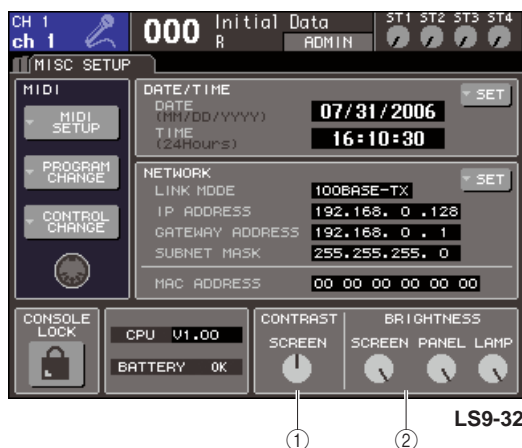 CH 1
ch 1
000 Initial Data
R ADMIN
ST1 ST2 ST3 ST4
MISC SETUP
MIDI
MIDI SETUP
PROGRAM CHANGE
CONTROL CHANGE
DATE/TIME
SET
DATE (MM/DD/YYYY) 07/31/2006
TIME (24Hours) 16:10:30
NETWORK
SET
LINK MODE 100BASE-TX
IP ADDRESS 192.168. 0 .128
GATEWAY ADDRESS 192.168. 0 . 1
SUBNET MASK 255.255.255. 0
MAC ADDRESS 00 00 00 00 00 00
CONSOLE LOCK
CPU V1.00
BATTERY OK
CONTRAST
SCREEN
BRIGHTNESS
SCREEN PANEL LAMP
LS9-32
① ②